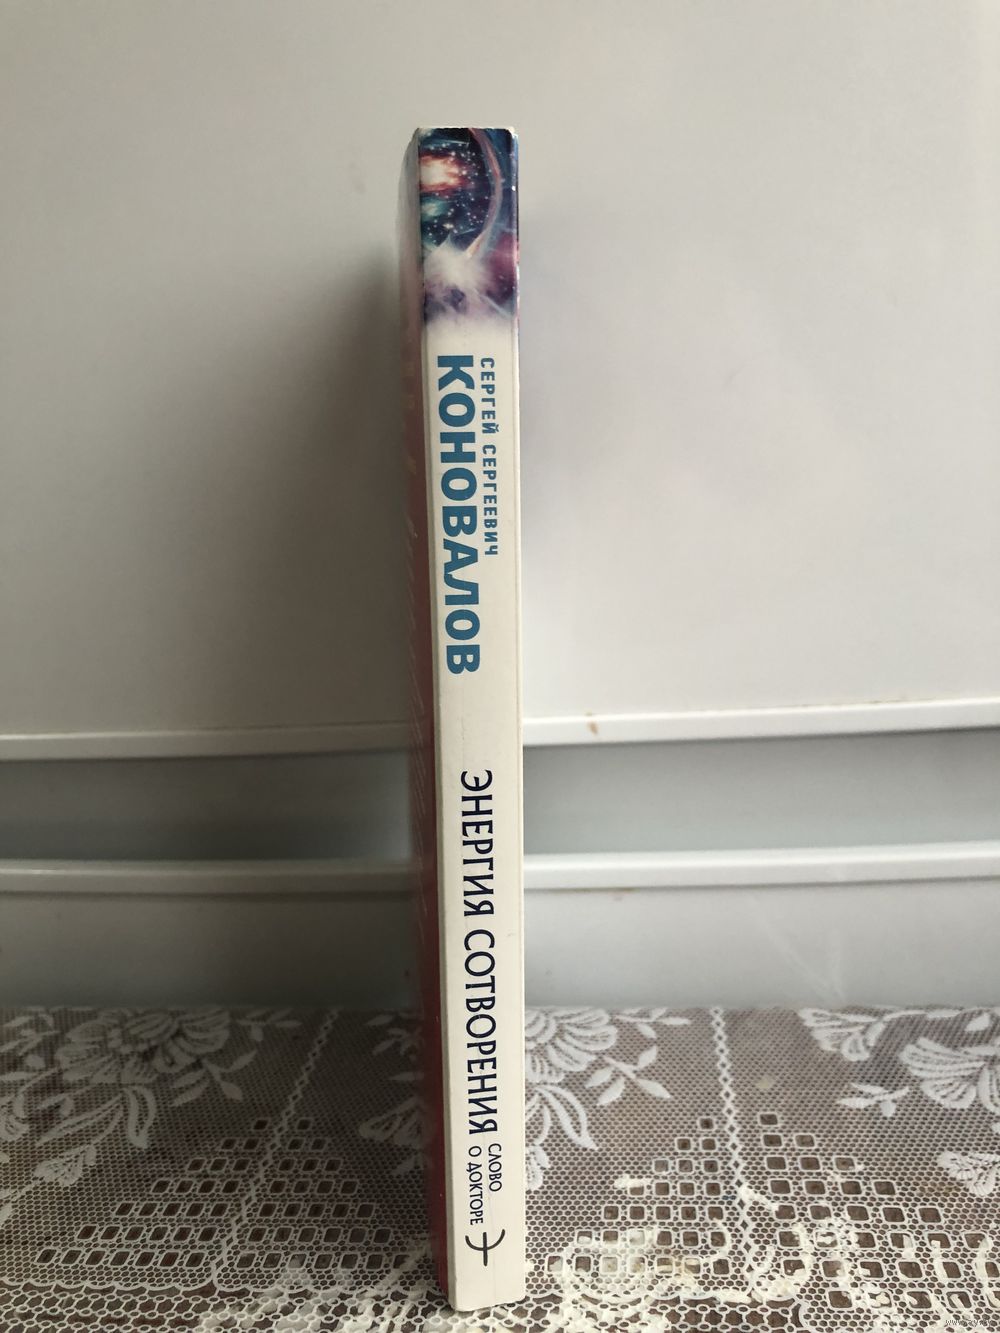 СЕРГЕЙ СЕРГЕЕВИЧ
КОНОВАЛОВ
ЭНЕРГИЯ СОТВОРЕНИЯ
СЛОВО
О ДОКТОРЕ